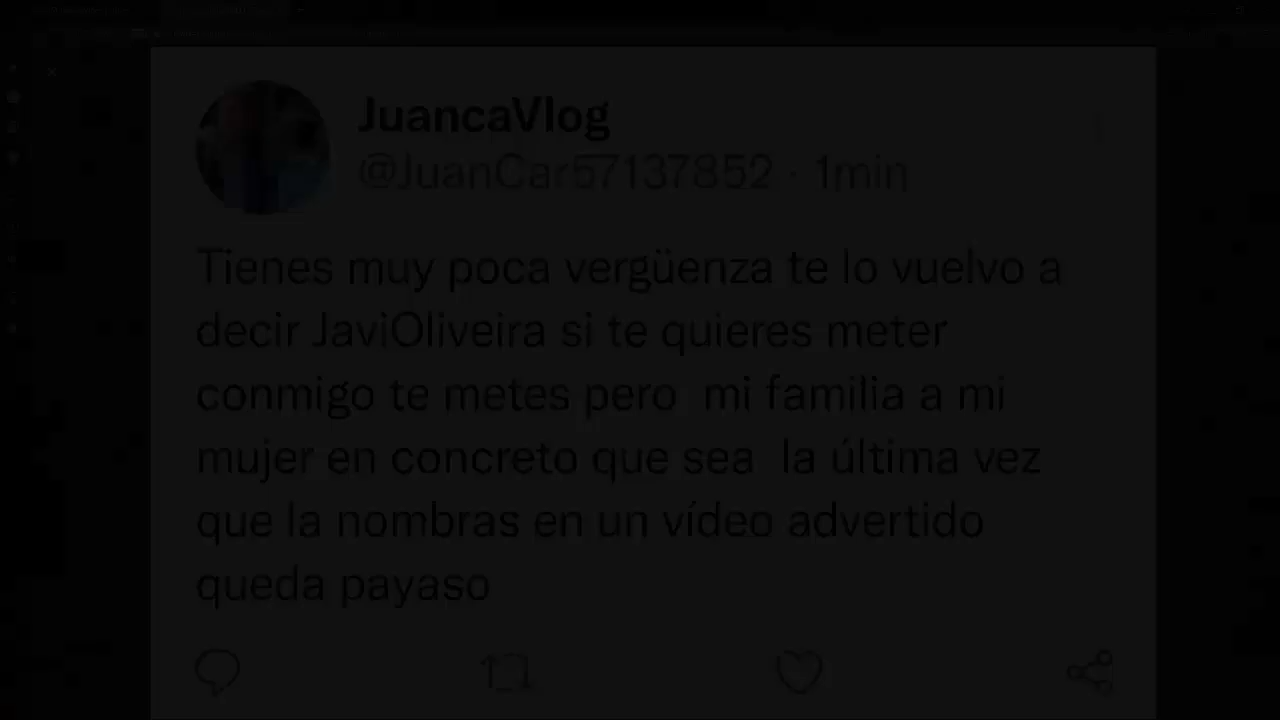 JuancaVlog
@JuanCar57137852 · 1min
Tienes muy poca vergüenza te lo vuelvo a
decir JaviOliveira si te quieres meter
conmigo te metes pero mi familia a mi
mujer en concreto que sea la última vez
que la nombras en un vídeo advertido
queda payaso